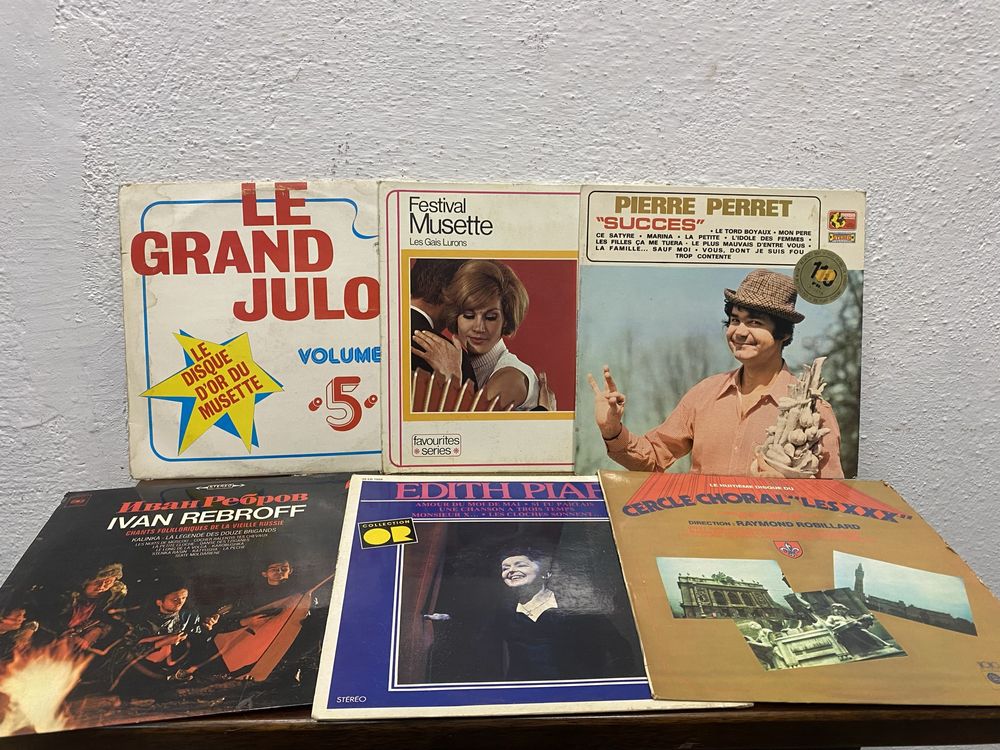 LE
GRAND
JULO
LE
DISQUE
D'OR DU
MUSETTE
VOLUME
•5•
Festival
Musette
Les Gais Lurons
favourites
•series•
PIERRE PERRET
"SUCCES"
• LE TORD BOYAUX • MON PERE
CE SATYRE • MARINA • LA PETITE • L'IDOLE DES FEMMES •
LES FILLES ÇA ME TUERA • LE PLUS MAUVAIS D'ENTRE VOUS •
LA FAMILLE... SAUF MOI • VOUS, DONT JE SUIS FOU
TROP CONTENTE
STEREO
Иван Ребров
IVAN REBROFF
CHANTS FOLKLORIQUES DE LA VIEILLE RUSSIE
KALINKA • LA LEGENDE DES DOUZE BRIGANDS
EDITH PIAF
AMOUR DU MOI DE MAI • SI TU PARTAIS
UNE CHANSON A TROIS TEMPS
MONSIEUR X... • LES CLOCHES SONNENT...
COLLECTION
OR
STEREO
LE HUITIÈME DISQUE DU
CERCLE CHORAL "LES XXX"
DIRECTION: RAYMOND ROBILLARD